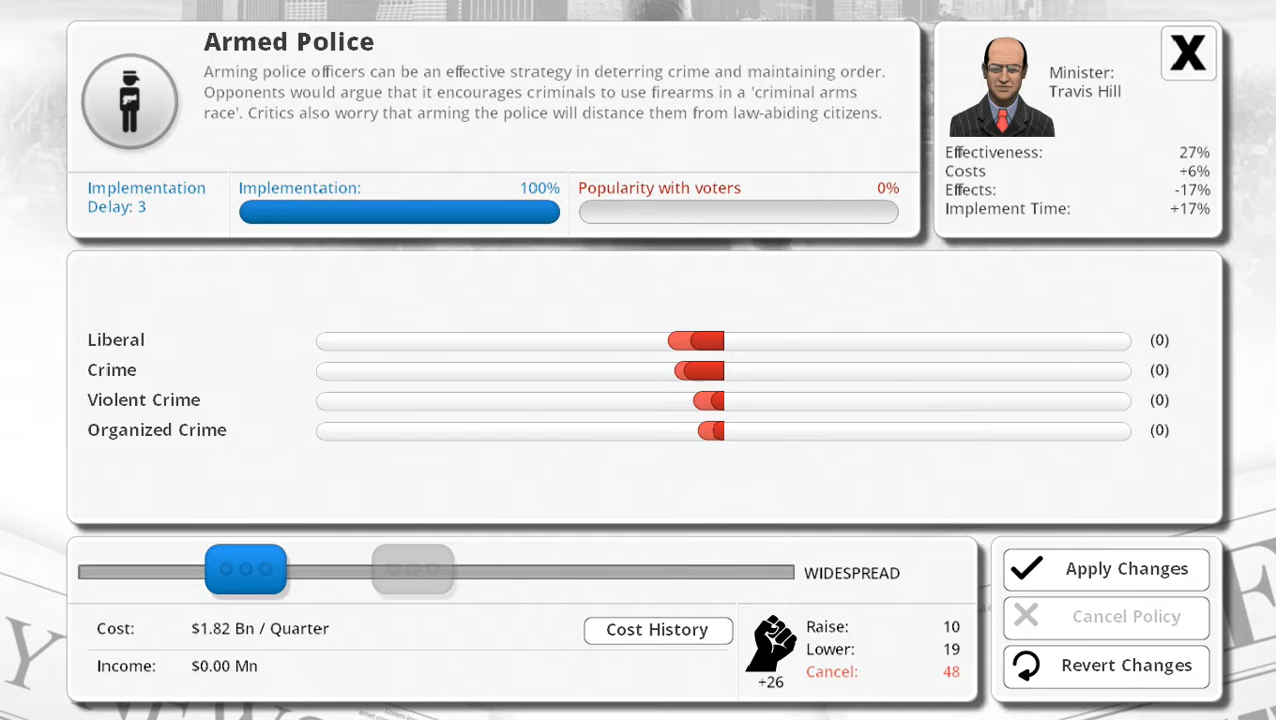 Armed Police
Arming police officers can be an effective strategy in deterring crime and maintaining order.
Opponents would argue that it encourages criminals to use firearms in a 'criminal arms
race'. Critics also worry that arming the police will distance them from law-abiding citizens.
Implementation
Delay: 3
Implementation: 100%
Popularity with voters 0%
X
Minister:
Travis Hill
Effectiveness: 27%
Costs +6%
Effects: -17%
Implement Time: +17%
Liberal (0)
Crime (0)
Violent Crime (0)
Organized Crime (0)
WIDESPREAD
Cost: $1.82 Bn / Quarter
Cost History
Income: $0.00 Mn
+26
Raise: 10
Lower: 19
Cancel: 48
Apply Changes
Cancel Policy
Revert Changes